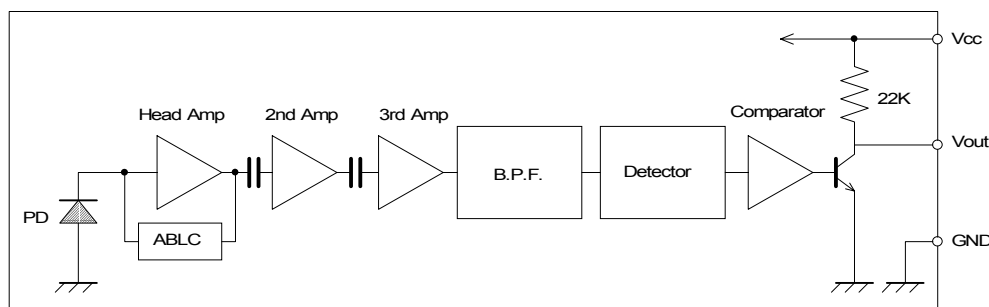 Vcc
22K
Head Amp
2nd Amp
3rd Amp
Comparator
Vout
B.P.F.
Detector
PD
ABLC
GND